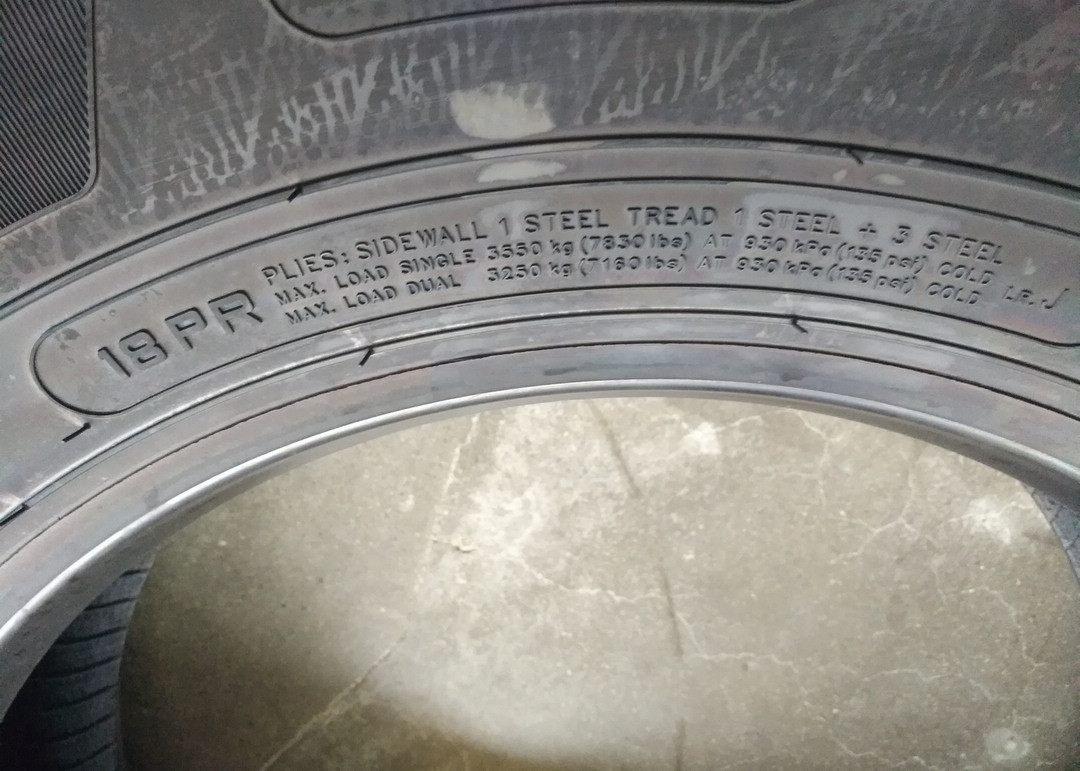 18PR
PLIES: SIDEWALL 1 STEEL TREAD 1 STEEL + 3 STEEL
MAX. LOAD SINGLE 3550 kg (7830 lbs) AT 930 kPa (135 psi) COLD LR.J
MAX. LOAD DUAL 3250 kg (7160 lbs) AT 930 kPa (135 psi) COLD